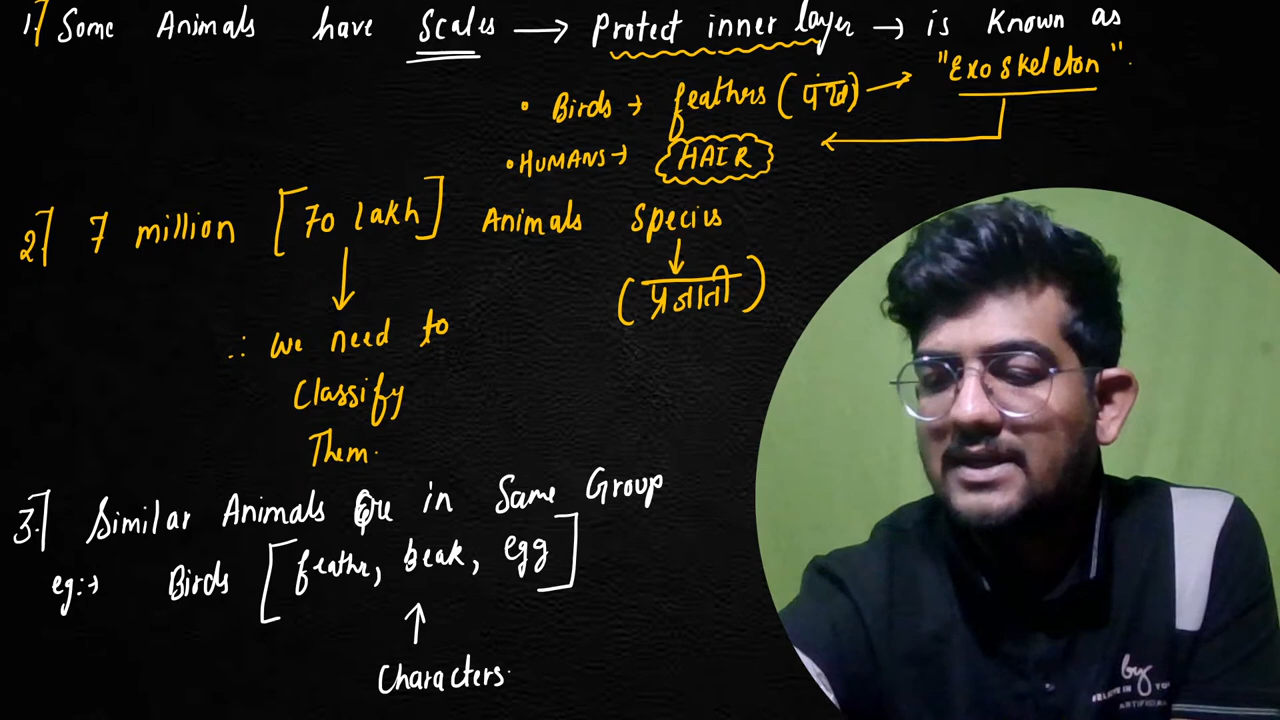 1.] Some Animals have Scales → Protect inner layer → is known as
"Exoskeleton".
• Birds → feathers (पंख) →
• HUMANS → HAIR
2] 7 million [70 lakh] Animals Species
↓
(प्रजाती)
∴ We need to
Classify
Them.
3.] Similar Animals are in Same Group
eg:→ Birds [feathr, beak, egg]
↑
Characters.
by